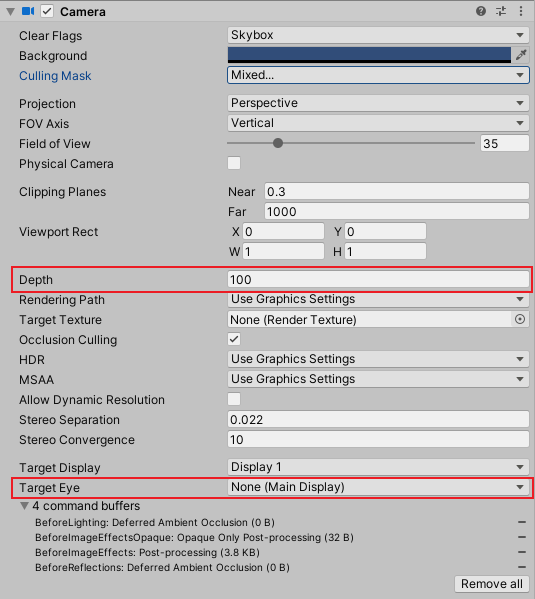 Camera
Clear Flags Skybox
Background
Culling Mask Mixed...
Projection Perspective
FOV Axis Vertical
Field of View 35
Physical Camera
Clipping Planes Near 0.3
Far 1000
Viewport Rect X 0 Y 0
W 1 H 1
Depth 100
Rendering Path Use Graphics Settings
Target Texture None (Render Texture)
Occlusion Culling
HDR Use Graphics Settings
MSAA Use Graphics Settings
Allow Dynamic Resolution
Stereo Separation 0.022
Stereo Convergence 10
Target Display Display 1
Target Eye None (Main Display)
4 command buffers
BeforeLighting: Deferred Ambient Occlusion (0 B)
BeforeImageEffectsOpaque: Opaque Only Post-processing (32 B)
BeforeImageEffects: Post-processing (3.8 KB)
BeforeReflections: Deferred Ambient Occlusion (0 B)
Remove all